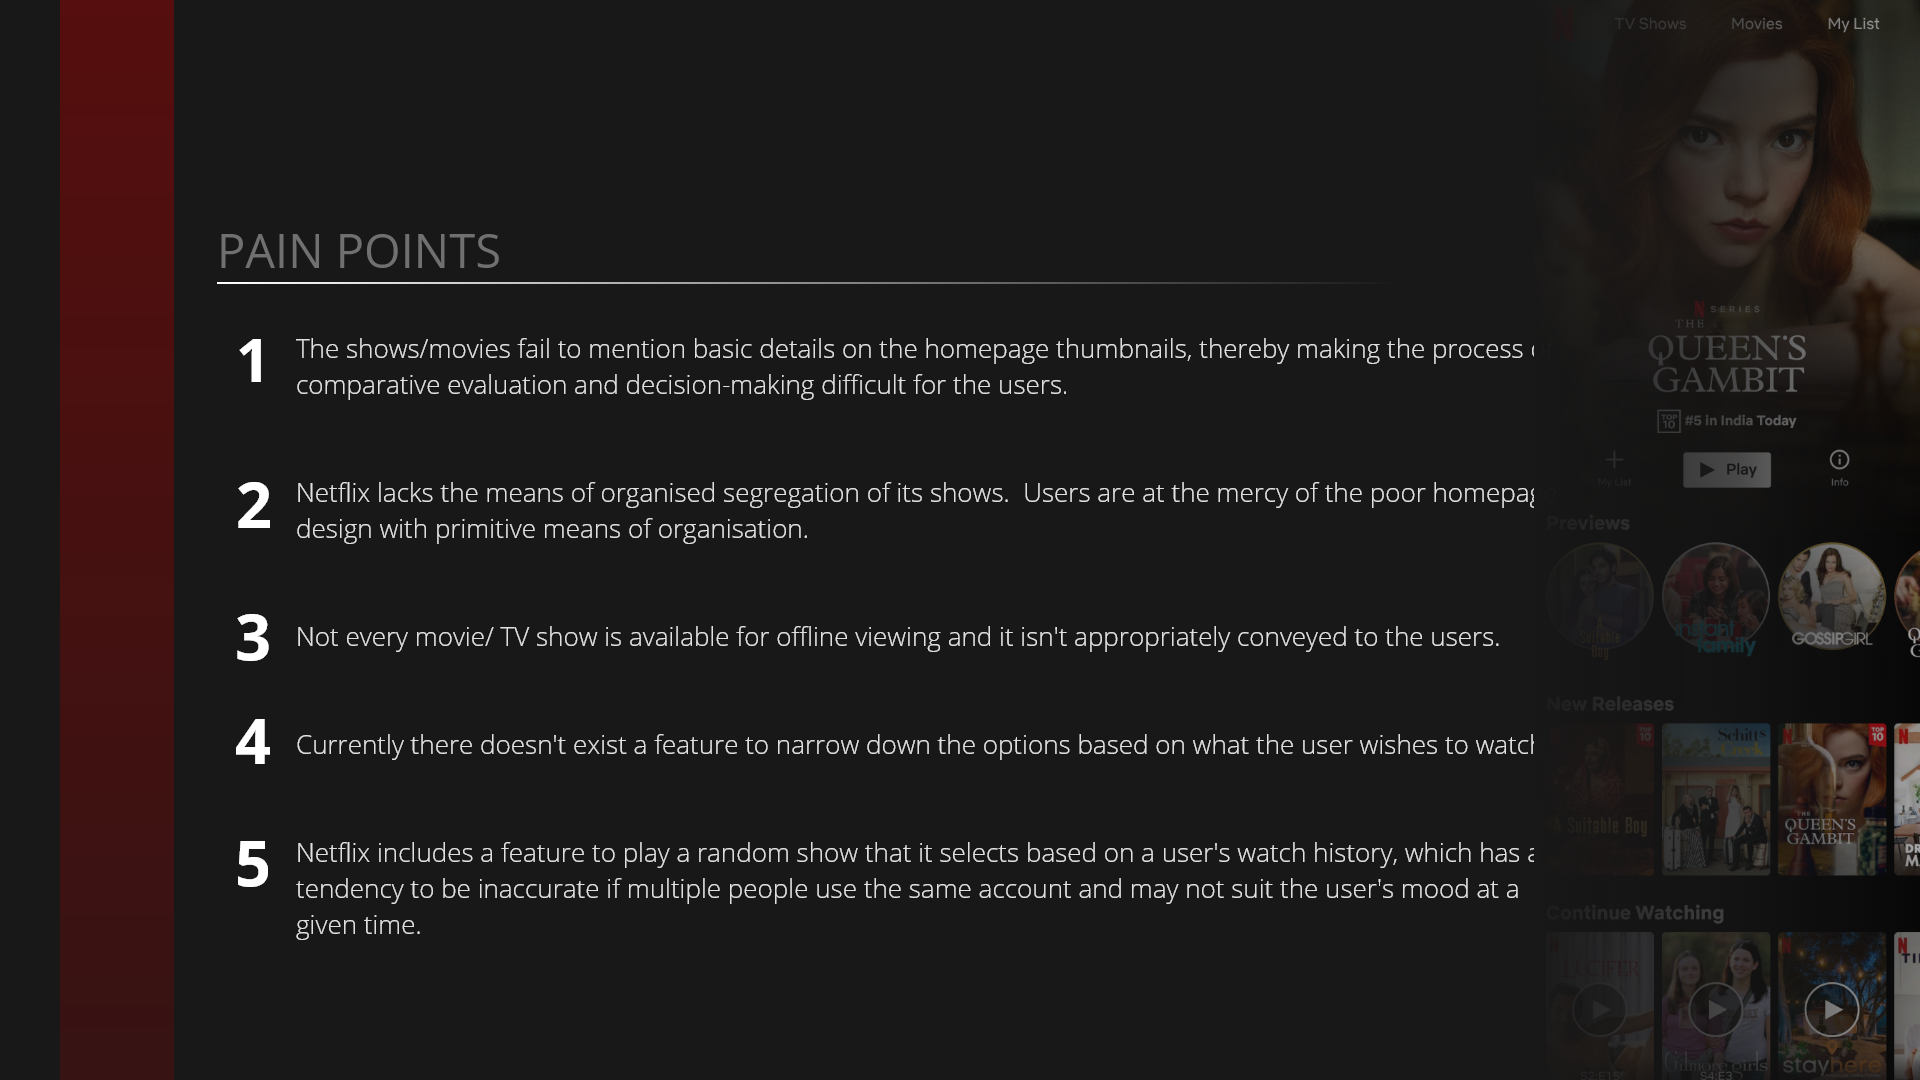 TV Shows Movies My List
PAIN POINTS
1 The shows/movies fail to mention basic details on the homepage thumbnails, thereby making the process
comparative evaluation and decision-making difficult for the users.
2 Netflix lacks the means of organised segregation of its shows.  Users are at the mercy of the poor
design with primitive means of organisation.
3 Not every movie/ TV show is available for offline viewing and it isn't appropriately conveyed to the users.
4 Currently there doesn't exist a feature to narrow down the options based on what the user wishes to watch
5 Netflix includes a feature to play a random show that it selects based on a user's watch history, which has a
tendency to be inaccurate if multiple people use the same account and may not suit the user's mood at a
given time.
N SERIES
THE
QUEEN'S
GAMBIT
TOP 10 #5 in India Today
My List Play Info
Previews
A Suitable Boy
instant family
GOSSIP GIRL
New Releases
A Suitable Boy
TOP 10
Schitt's Creek
THE QUEEN'S GAMBIT
TOP 10
Continue Watching
LUCIFER
Gilmore girls
stay here
S2:E15
S4:E3